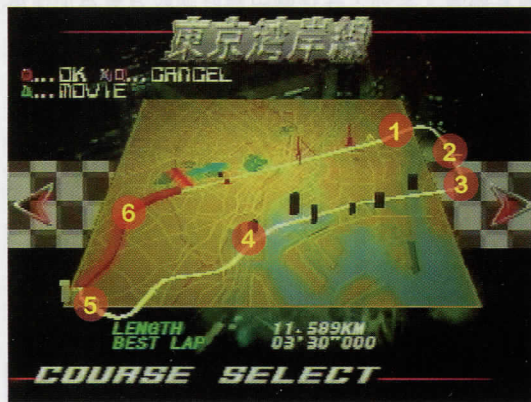 東京湾岸線
○...OK X/□...CANCEL
△...MOVIE
1
2
3
4
5
6
LENGTH 11.589KM
BEST LAP 03'30"000
COURSE SELECT